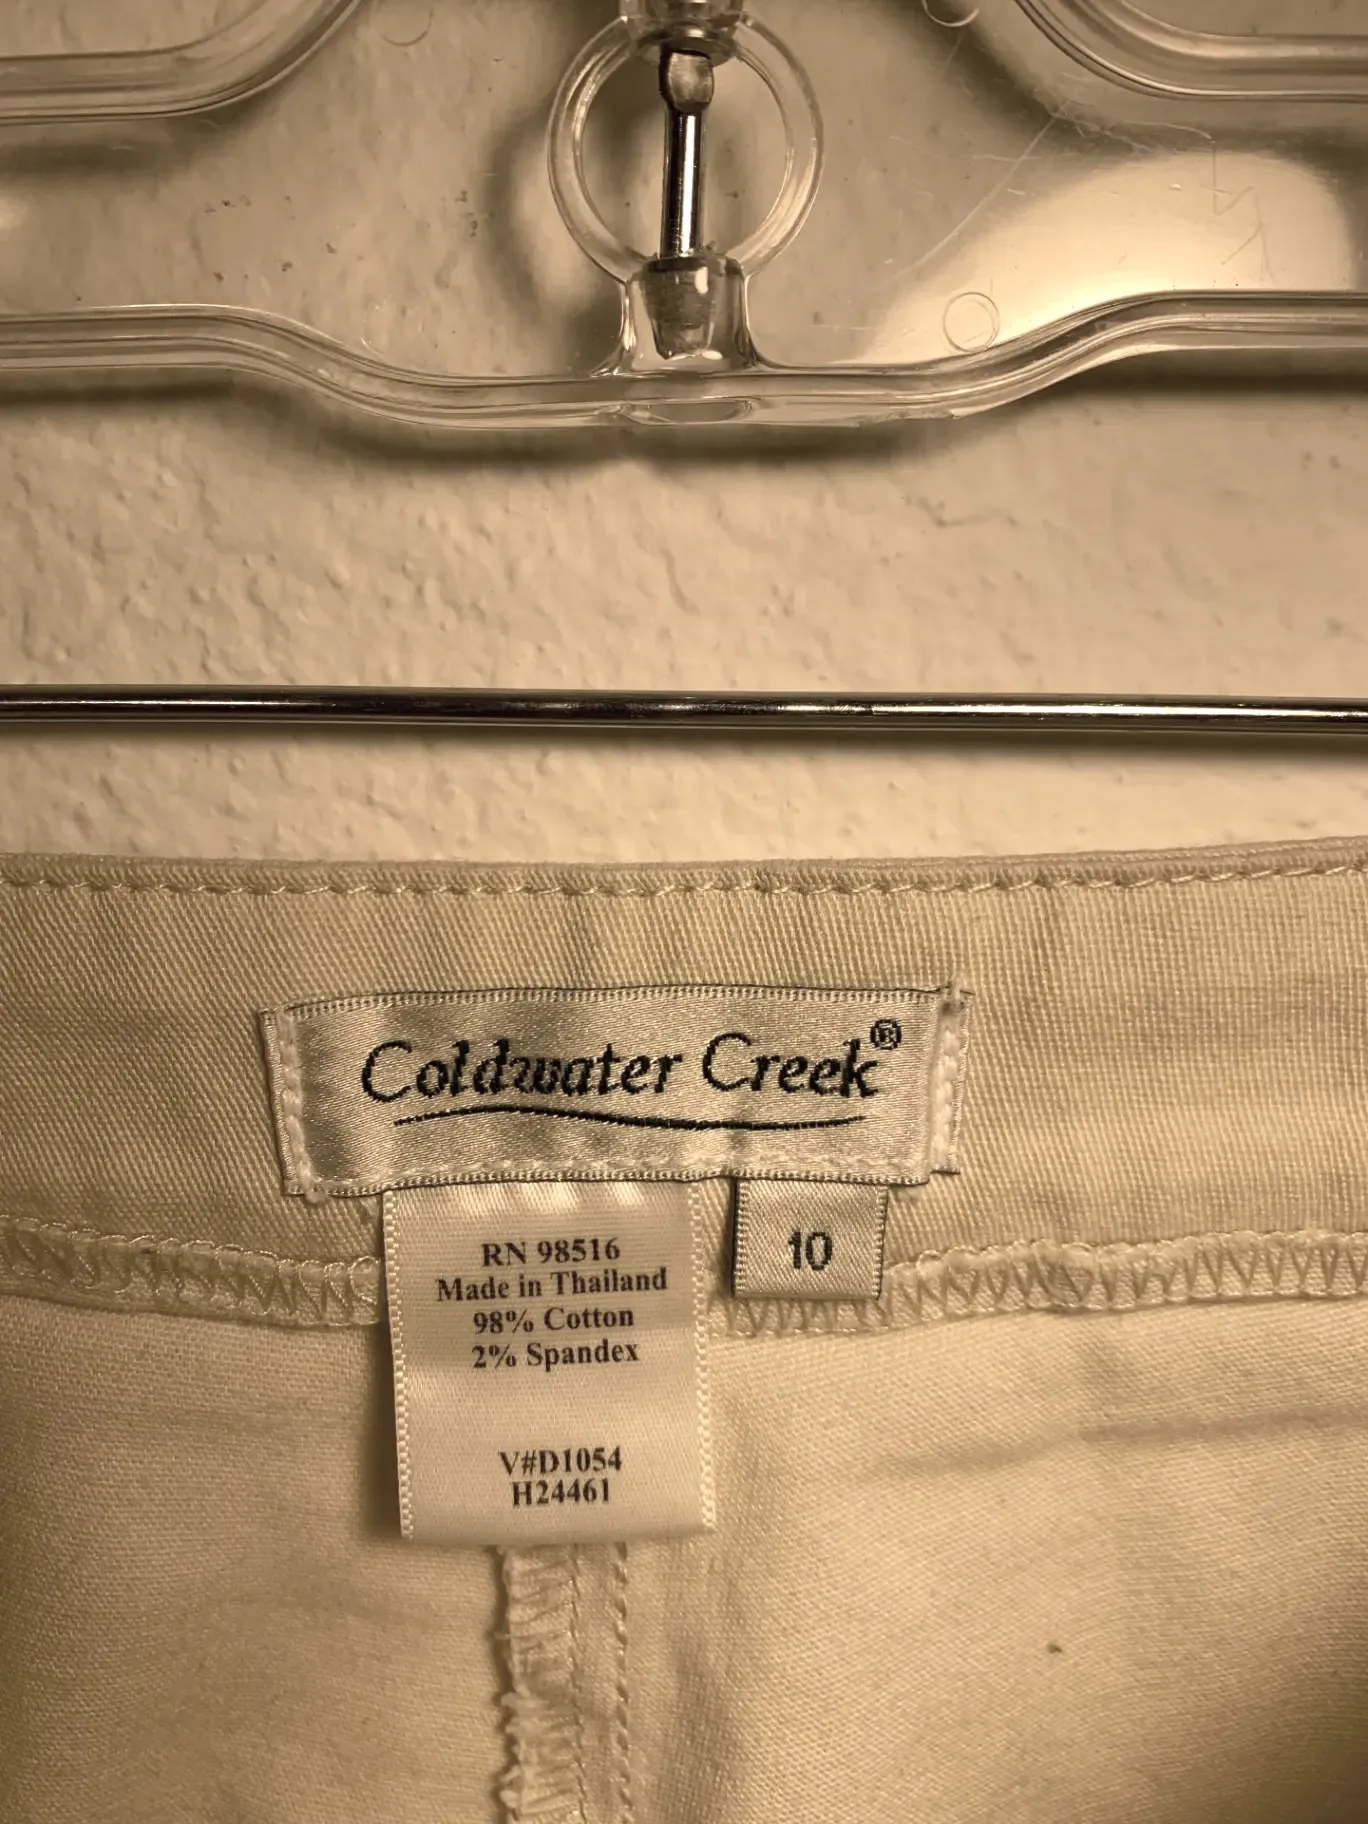 Coldwater Creek®
10
RN 98516
Made in Thailand
98% Cotton
2% Spandex
V#D1054
H24461